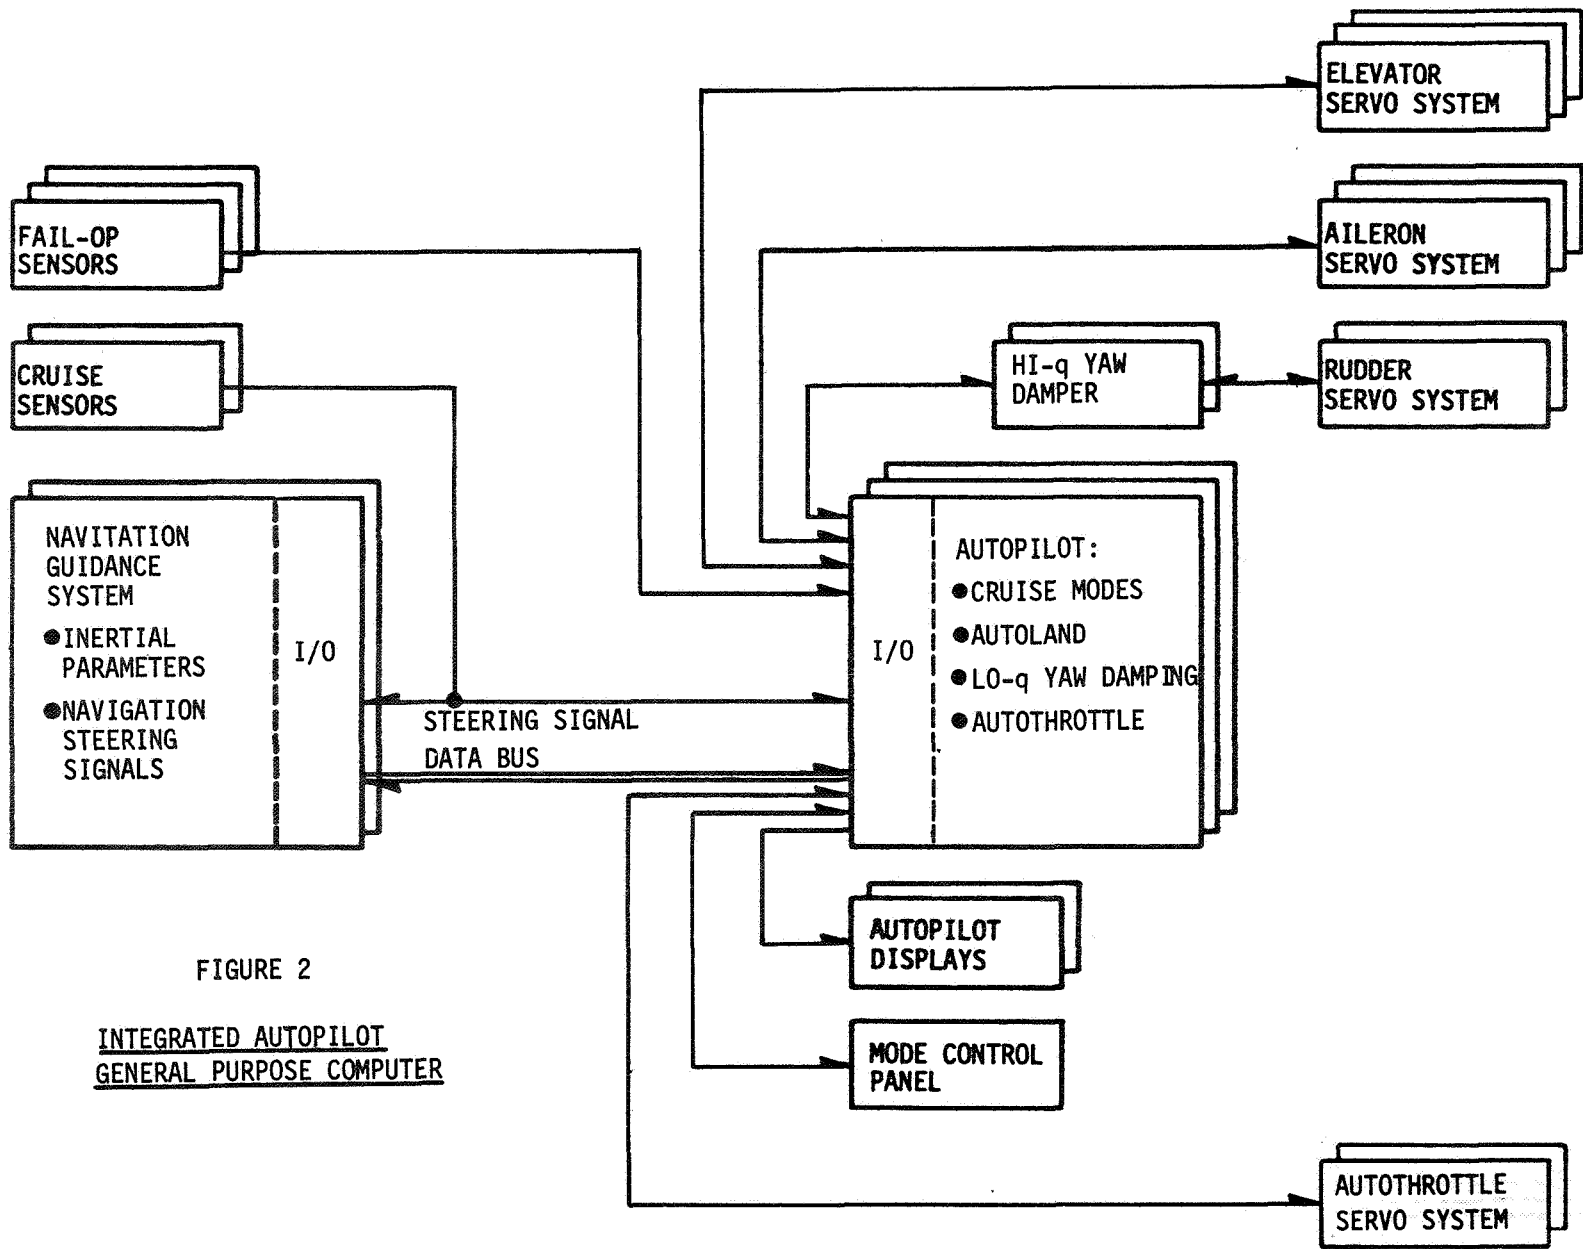 ELEVATOR
SERVO SYSTEM
FAIL-OP
SENSORS
AILERON
SERVO SYSTEM
CRUISE
SENSORS
HI-q YAW
DAMPER
RUDDER
SERVO SYSTEM
NAVITATION
GUIDANCE
SYSTEM
●INERTIAL
PARAMETERS
●NAVIGATION
STEERING
SIGNALS
I/O
STEERING SIGNAL
DATA BUS
I/O
AUTOPILOT:
●CRUISE MODES
●AUTOLAND
●LO-q YAW DAMPING
●AUTOTHROTTLE
AUTOPILOT
DISPLAYS
MODE CONTROL
PANEL
AUTOTHROTTLE
SERVO SYSTEM
FIGURE 2
INTEGRATED AUTOPILOT
GENERAL PURPOSE COMPUTER